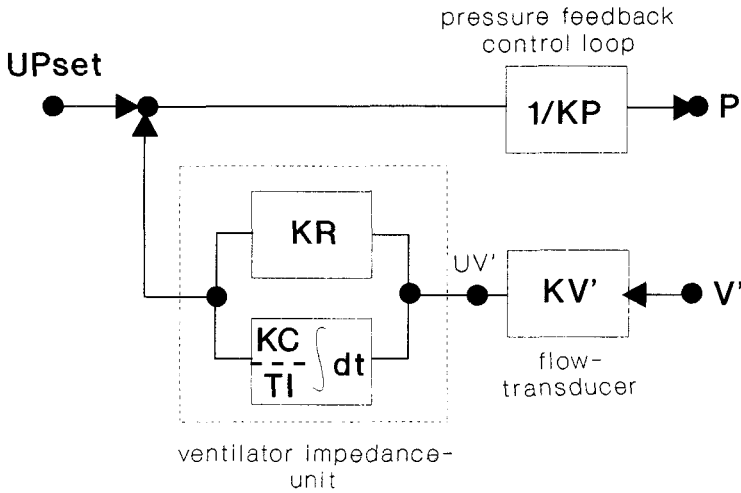 pressure feedback
control loop
UPset
1/KP
P
KR
UV'
KV'
V'
KC
TI
∫dt
flow-
transducer
ventilator impedance-
unit